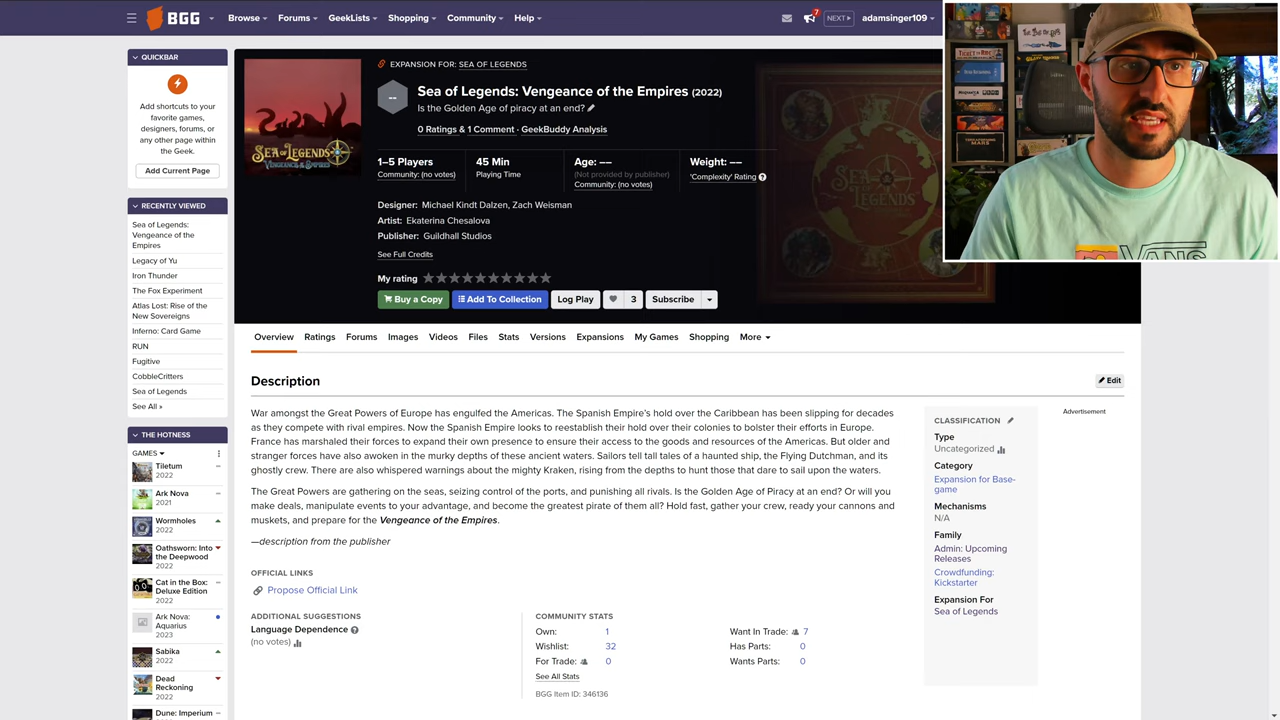 BGG
Browse
Forums
GeekLists
Shopping
Community
Help
7
NEXT
adamsinger109
QUICKBAR
Add shortcuts to your
favorite games,
designers, forums, or
any other page within
the Geek.
Add Current Page
RECENTLY VIEWED
Sea of Legends:
Vengeance of the
Empires
Legacy of Yu
Iron Thunder
The Fox Experiment
Atlas Lost: Rise of the
New Sovereigns
Inferno: Card Game
RUN
Fugitive
CobbleCritters
Sea of Legends
See All »
THE HOTNESS
GAMES
Tiletum
2022
Ark Nova
2021
Wormholes
2022
Oathsworn: Into
the Deepwood
2022
Cat in the Box:
Deluxe Edition
2022
Ark Nova:
Aquarius
2023
Sabika
2022
Dead
Reckoning
2022
Dune: Imperium
SEA OF LEGENDS
VENGEANCE OF THE EMPIRES
EXPANSION FOR: SEA OF LEGENDS
--
Sea of Legends: Vengeance of the Empires (2022)
Is the Golden Age of piracy at an end?
0 Ratings & 1 Comment · GeekBuddy Analysis
1–5 Players
Community: (no votes)
45 Min
Playing Time
Age: ––
(Not provided by publisher)
Community: (no votes)
Weight: ––
'Complexity' Rating
Designer: Michael Kindt Dalzen, Zach Weisman
Artist: Ekaterina Chesalova
Publisher: Guildhall Studios
See Full Credits
My rating
Buy a Copy
Add To Collection
Log Play
3
Subscribe
Overview
Ratings
Forums
Images
Videos
Files
Stats
Versions
Expansions
My Games
Shopping
More
Description
Edit
War amongst the Great Powers of Europe has engulfed the Americas. The Spanish Empire's hold over the Caribbean has been slipping for decades
as they compete with rival empires. Now the Spanish Empire looks to reestablish their hold over their colonies to bolster their efforts in Europe.
France has marshaled their forces to expand their own presence to ensure their access to the goods and resources of the Americas. But older and
stranger forces have also awoken in the murky depths of these ancient waters. Sailors tell tall tales of a haunted ship, the Flying Dutchman, and its
ghostly crew. There are also whispered warnings about the mighty Kraken, rising from the depths to hunt those that dare to sail upon the waters.
The Great Powers are gathering on the seas, seizing control of the ports, and punishing all rivals. Is the Golden Age of Piracy at an end? Or will you
make deals, manipulate events to your advantage, and become the greatest pirate of them all? Hold fast, gather your crew, ready your cannons and
muskets, and prepare for the Vengeance of the Empires.
—description from the publisher
OFFICIAL LINKS
Propose Official Link
ADDITIONAL SUGGESTIONS
Language Dependence
(no votes)
COMMUNITY STATS
Own: 1
Wishlist: 32
For Trade: 0
See All Stats
Want In Trade: 7
Has Parts: 0
Wants Parts: 0
BGG Item ID: 346136
CLASSIFICATION
Type
Uncategorized
Category
Expansion for Base-
game
Mechanisms
N/A
Family
Admin: Upcoming
Releases
Crowdfunding:
Kickstarter
Expansion For
Sea of Legends
Advertisement
VANS